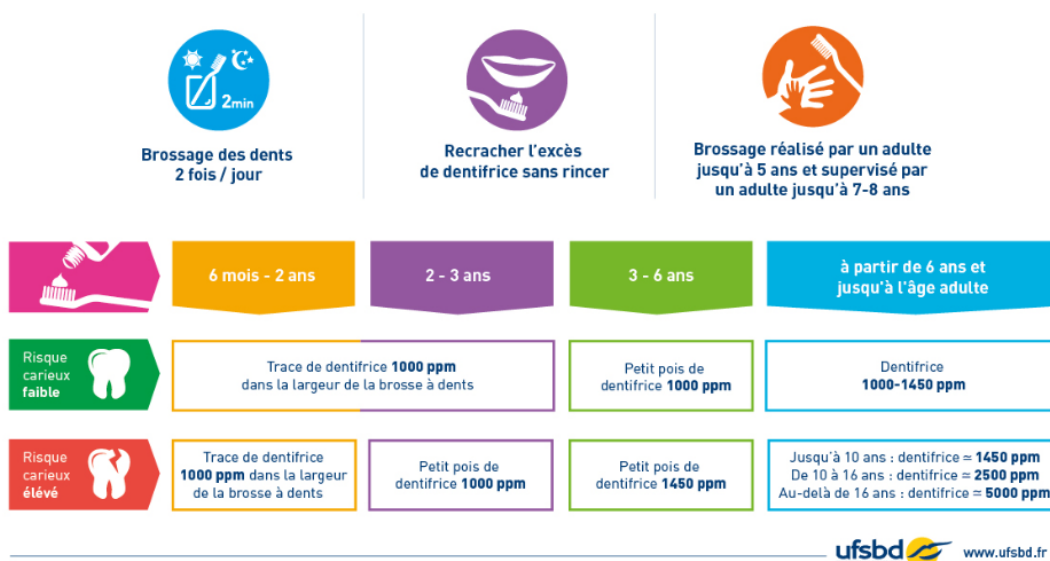 2min
Brossage des dents
2 fois / jour
Recracher l'excès
de dentifrice sans rincer
Brossage réalisé par un adulte
jusqu'à 5 ans et supervisé par
un adulte jusqu'à 7-8 ans
6 mois - 2 ans
2 - 3 ans
3 - 6 ans
à partir de 6 ans et
jusqu'à l'âge adulte
Risque
carieux
faible
Trace de dentifrice 1000 ppm
dans la largeur de la brosse à dents
Petit pois de
dentifrice 1000 ppm
Dentifrice
1000-1450 ppm
Risque
carieux
élévé
Trace de dentifrice
1000 ppm dans la largeur
de la brosse à dents
Petit pois de
dentifrice 1000 ppm
Petit pois de
dentifrice 1450 ppm
Jusqu'à 10 ans : dentifrice ≃ 1450 ppm
De 10 à 16 ans : dentifrice ≃ 2500 ppm
Au-delà de 16 ans : dentifrice ≃ 5000 ppm
ufsbd
www.ufsbd.fr